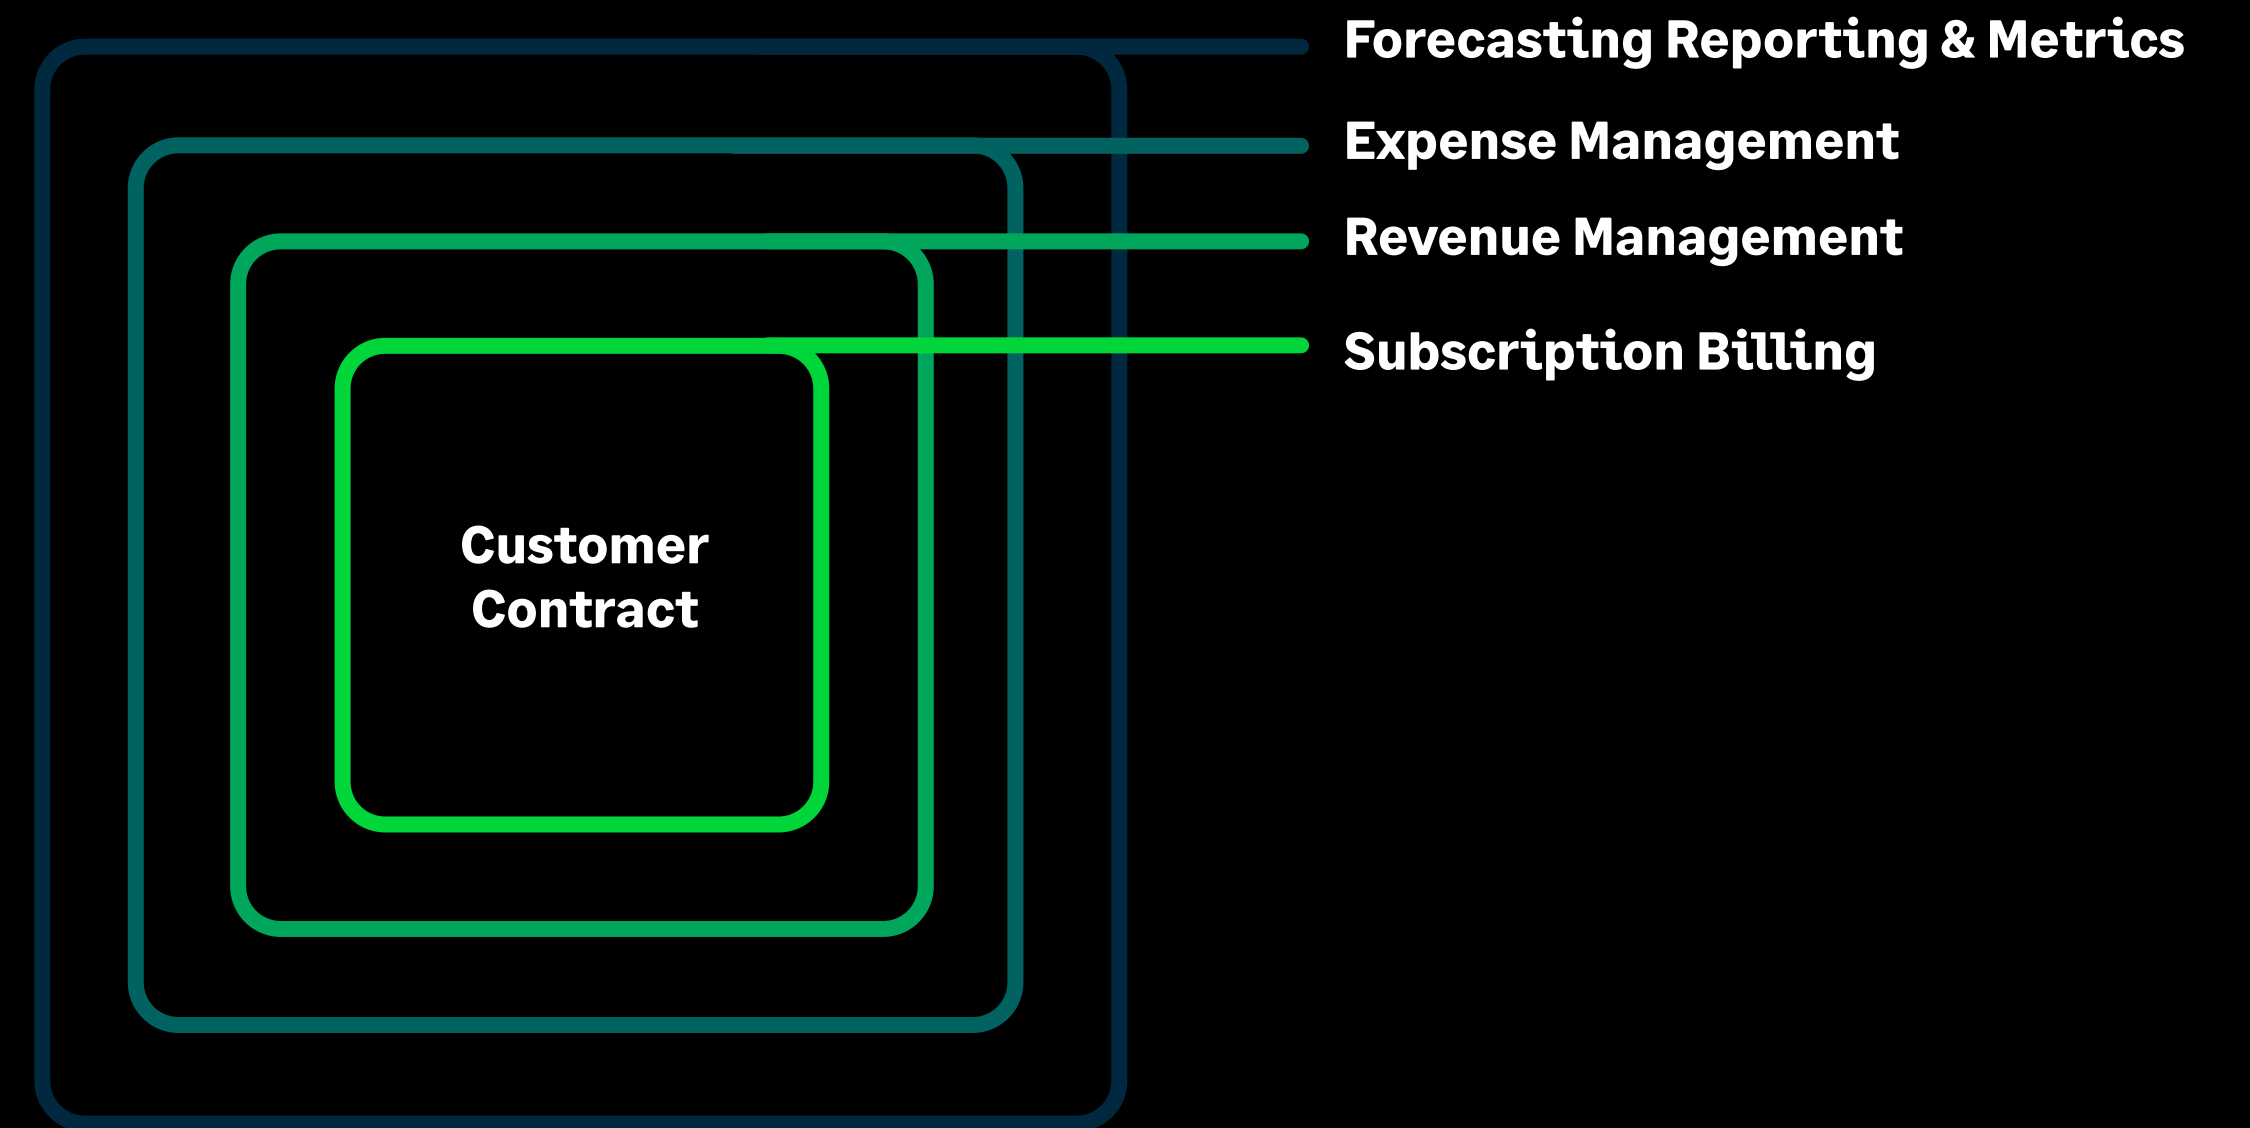 Forecasting Reporting & Metrics
Expense Management
Revenue Management
Subscription Billing
Customer
Contract